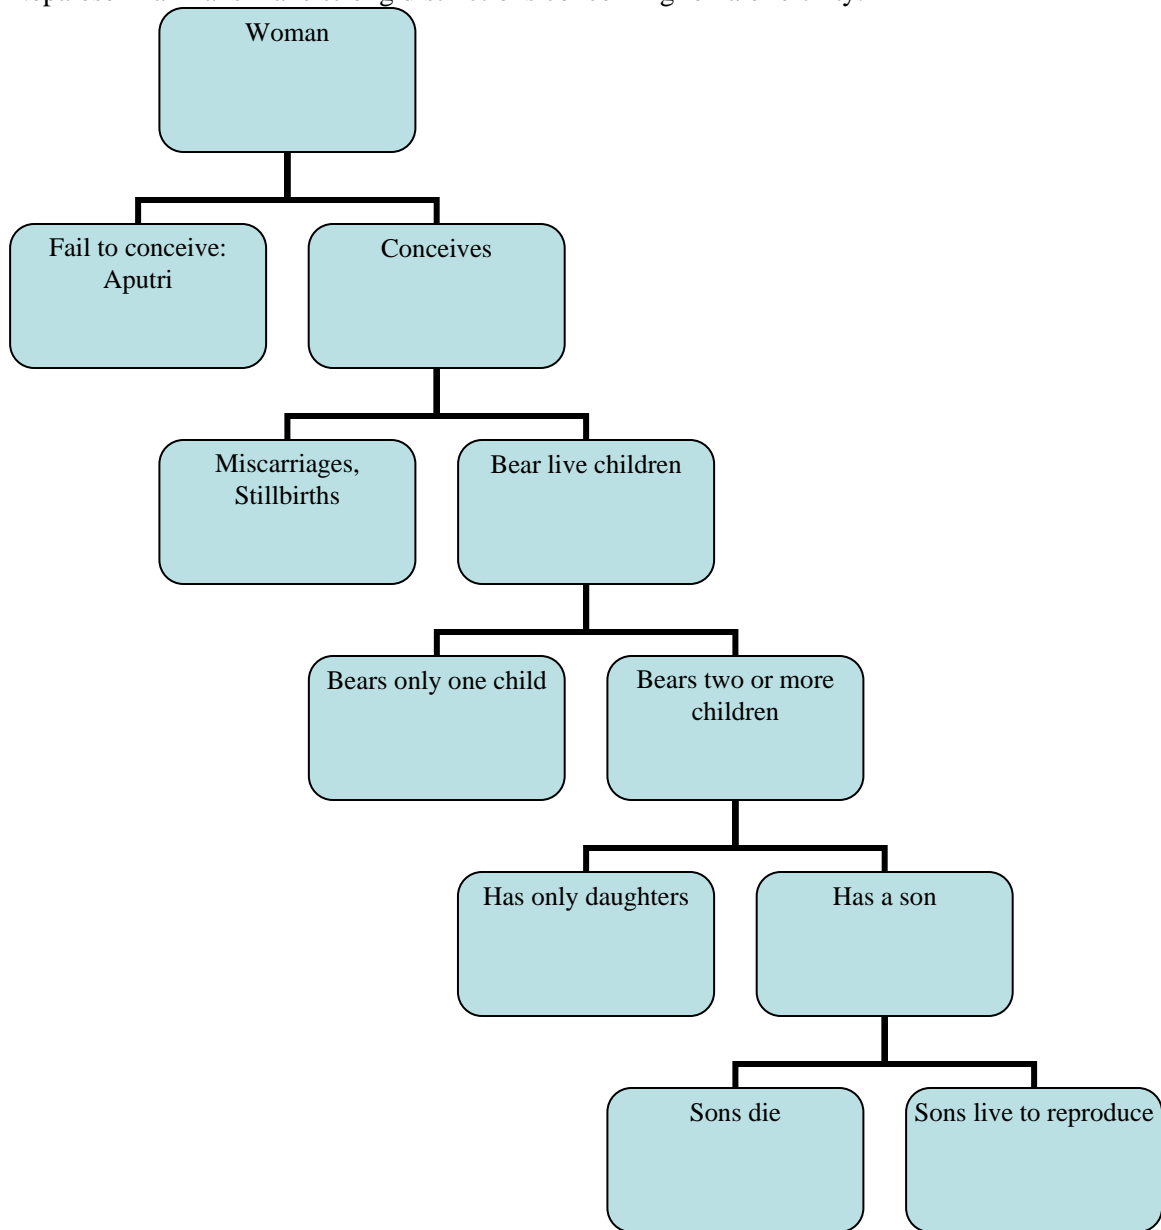 Woman
Fail to conceive:
Aputri
Conceives
Miscarriages,
Stillbirths
Bear live children
Bears only one child
Bears two or more
children
Has only daughters
Has a son
Sons die
Sons live to reproduce